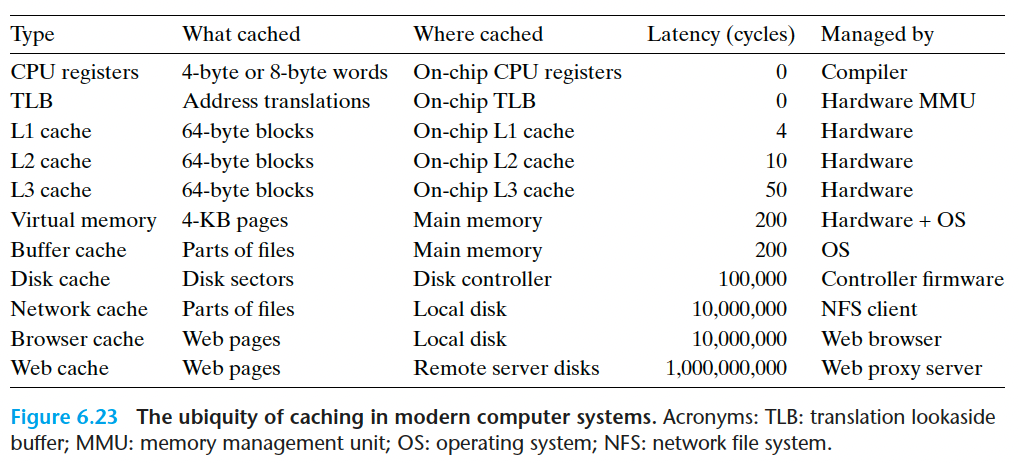 Type What cached Where cached Latency (cycles) Managed by
CPU registers 4-byte or 8-byte words On-chip CPU registers 0 Compiler
TLB Address translations On-chip TLB 0 Hardware MMU
L1 cache 64-byte blocks On-chip L1 cache 4 Hardware
L2 cache 64-byte blocks On-chip L2 cache 10 Hardware
L3 cache 64-byte blocks On-chip L3 cache 50 Hardware
Virtual memory 4-KB pages Main memory 200 Hardware + OS
Buffer cache Parts of files Main memory 200 OS
Disk cache Disk sectors Disk controller 100,000 Controller firmware
Network cache Parts of files Local disk 10,000,000 NFS client
Browser cache Web pages Local disk 10,000,000 Web browser
Web cache Web pages Remote server disks 1,000,000,000 Web proxy server
Figure 6.23 The ubiquity of caching in modern computer systems. Acronyms: TLB: translation lookaside
buffer; MMU: memory management unit; OS: operating system; NFS: network file system.